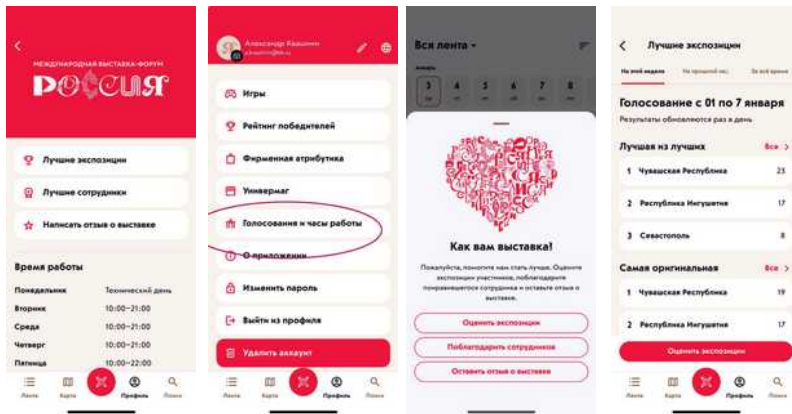 МЕЖДУНАРОДНАЯ ВЫСТАВКА-ФОРУМ
РОССИЯ
Лучшие экспозиции
Лучшие сотрудники
Написать отзыв о выставке
Время работы
Понедельник Технический день
Вторник 10:00–21:00
Среда 10:00–21:00
Четверг 10:00–21:00
Пятница 10:00–22:00
Лента Карта Профиль Поиск
Александр Квашнин
Игры
Рейтинг победителей
Фирменная атрибутика
Универмаг
Голосования и часы работы
О приложении
Изменить пароль
Выйти из профиля
Удалить аккаунт
Лента Карта Профиль Поиск
Вся лента
январь
3 4 5 6 7 8
Как вам выставка!
Пожалуйста, помогите нам стать лучше. Оцените
экспозиции участников, поблагодарите
понравившегося сотрудника и оставьте отзыв о
выставке.
Оценить экспозиции
Поблагодарить сотрудников
Оставить отзыв о выставке
Лучшие экспозиции
На этой неделе На прошлой нед. За всё время
Голосование с 01 по 7 января
Результаты обновляются раз в день
Лучшая из лучших Все >
1 Чувашская Республика 23
2 Республика Ингушетия 17
3 Севастополь 8
Самая оригинальная Все >
1 Чувашская Республика 19
2 Республика Ингушетия 17
Оценить экспозиции
Лента Карта Профиль Поиск